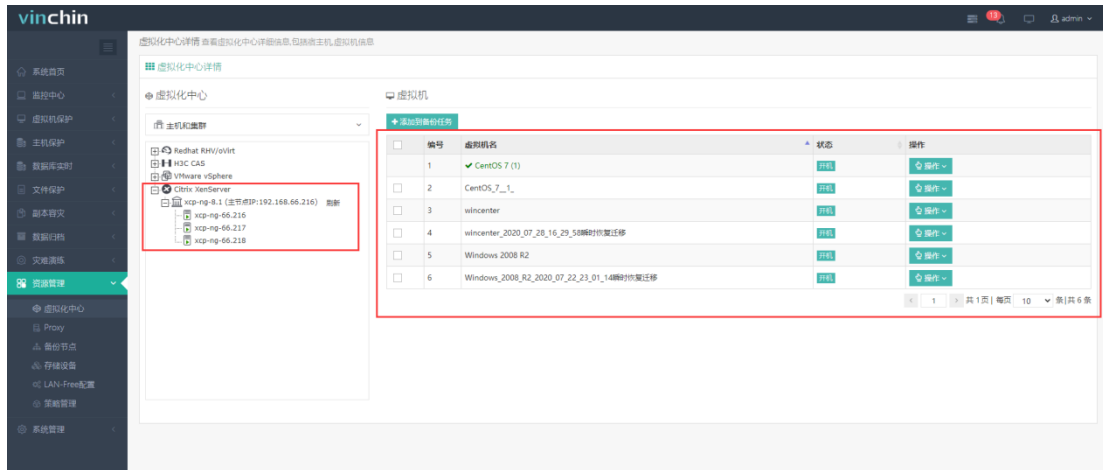 vinchin
13
admin
虚拟化中心详情 查看虚拟化中心详细信息,包括宿主机,虚拟机信息
系统首页
监控中心
虚拟机保护
主机保护
数据库实时
文件保护
副本容灾
数据归档
灾难演练
资源管理
虚拟化中心
Proxy
备份节点
存储设备
LAN-Free配置
策略管理
系统管理
虚拟化中心详情
虚拟化中心
主机和集群
Redhat RHV/oVirt
H3C CAS
VMware vSphere
Citrix XenServer
xcp-ng-8.1 (主节点IP:192.168.66.216) 刷新
xcp-ng-66.216
xcp-ng-66.217
xcp-ng-66.218
虚拟机
添加到备份任务
编号 虚拟机名 状态 操作
1 CentOS 7 (1) 开机 操作
2 CentOS_7__1_ 开机 操作
3 wincenter 开机 操作
4 wincenter_2020_07_28_16_29_58瞬时恢复迁移 开机 操作
5 Windows 2008 R2 开机 操作
6 Windows_2008_R2_2020_07_22_23_01_14瞬时恢复迁移 开机 操作
1 共1页| 每页 10 条|共6条